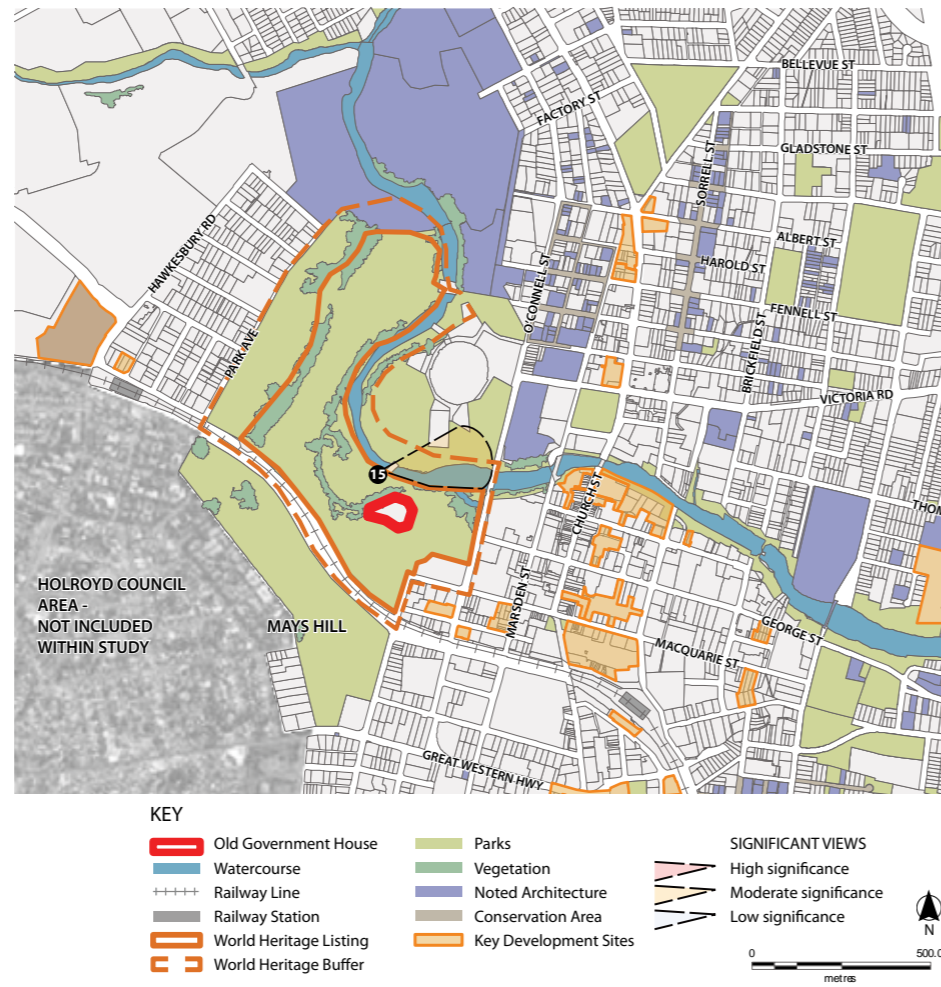 BELLEVUE ST
FACTORY ST
GLADSTONE ST
SORRELL ST
HAWKESBURY RD
ALBERT ST
HAROLD ST
O'CONNELL ST
FENNELL ST
PARK AVE
BRICKFIELD ST
VICTORIA RD
15
CHURCH ST
THOM
HOLROYD COUNCIL
AREA -
NOT INCLUDED
WITHIN STUDY
MAYS HILL
MARSDEN ST
GEORGE ST
MACQUARIE ST
GREAT WESTERN HWY
KEY
Old Government House
Watercourse
Railway Line
Railway Station
World Heritage Listing
World Heritage Buffer
Parks
Vegetation
Noted Architecture
Conservation Area
Key Development Sites
SIGNIFICANT VIEWS
High significance
Moderate significance
Low significance
N
0 500.0
metres